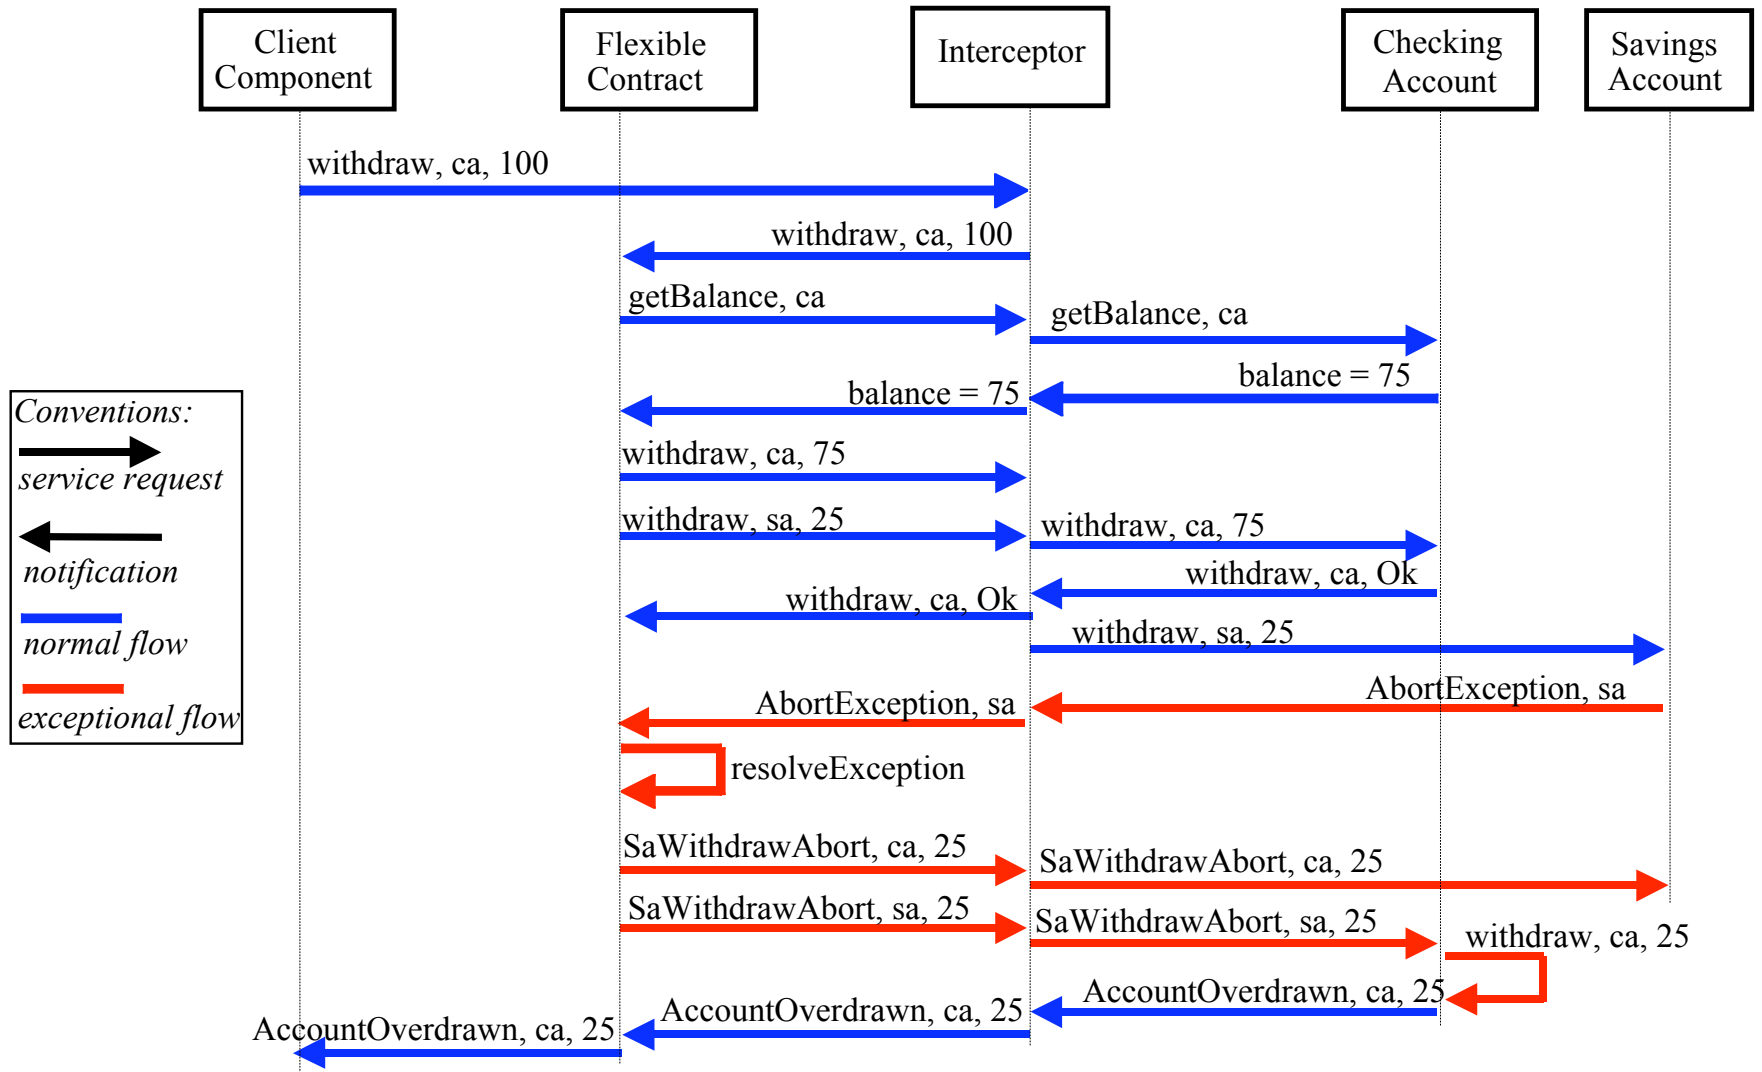 Client
Component
Flexible
Contract
Interceptor
Checking
Account
Savings
Account
withdraw, ca, 100
withdraw, ca, 100
getBalance, ca
getBalance, ca
balance = 75
balance = 75
Conventions:
service request
notification
normal flow
exceptional flow
withdraw, ca, 75
withdraw, sa, 25
withdraw, ca, 75
withdraw, ca, Ok
withdraw, ca, Ok
withdraw, sa, 25
AbortException, sa
AbortException, sa
resolveException
SaWithdrawAbort, ca, 25
SaWithdrawAbort, ca, 25
SaWithdrawAbort, sa, 25
SaWithdrawAbort, sa, 25
withdraw, ca, 25
AccountOverdrawn, ca, 25
AccountOverdrawn, ca, 25
AccountOverdrawn, ca, 25